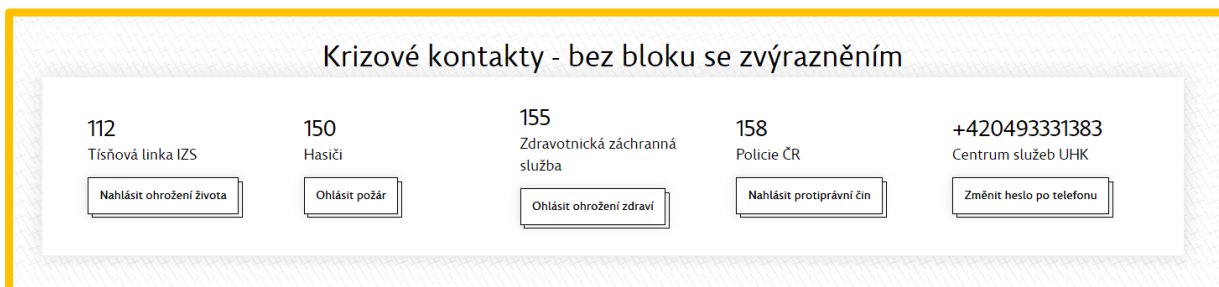 Krizové kontakty - bez bloku se zvýrazněním
112
Tísňová linka IZS
Nahlásit ohrožení života
150
Hasiči
Ohlásit požár
155
Zdravotnická záchranná
služba
Ohlásit ohrožení zdraví
158
Policie ČR
Nahlásit protiprávní čin
+420493331383
Centrum služeb UHK
Změnit heslo po telefonu